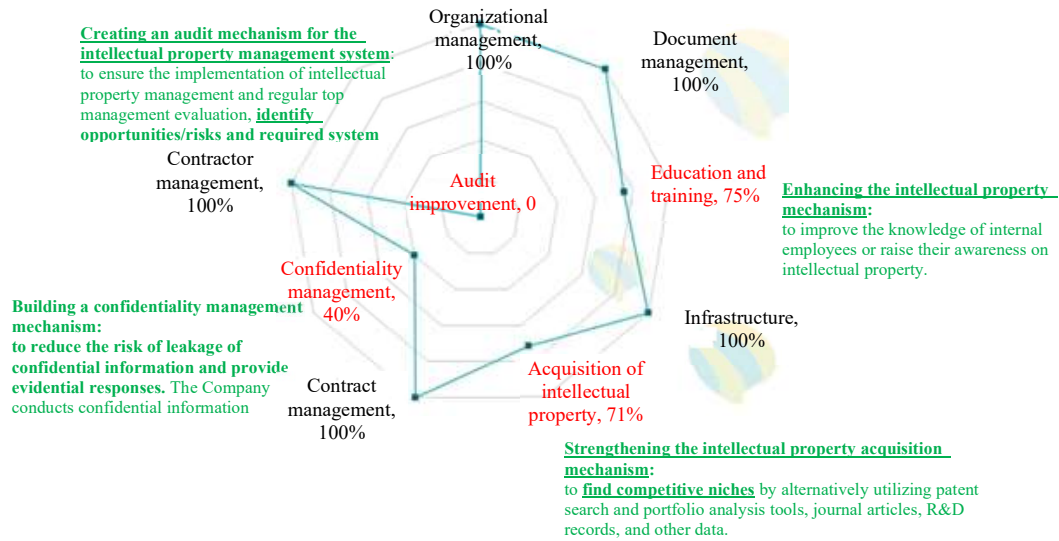 Creating an audit mechanism for the
intellectual property management system:
to ensure the implementation of intellectual
property management and regular top
management evaluation, identify
opportunities/risks and required system
Organizational
management,
100%
Document
management,
100%
Contractor
management,
100%
Audit
improvement, 0
Education and
training, 75%
Enhancing the intellectual property
mechanism:
to improve the knowledge of internal
employees or raise their awareness on
intellectual property.
Confidentiality
management,
40%
Building a confidentiality management
mechanism:
to reduce the risk of leakage of
confidential information and provide
evidential responses. The Company
conducts confidential information
Infrastructure,
100%
Contract
management,
100%
Acquisition of
intellectual
property, 71%
Strengthening the intellectual property acquisition
mechanism:
to find competitive niches by alternatively utilizing patent
search and portfolio analysis tools, journal articles, R&D
records, and other data.